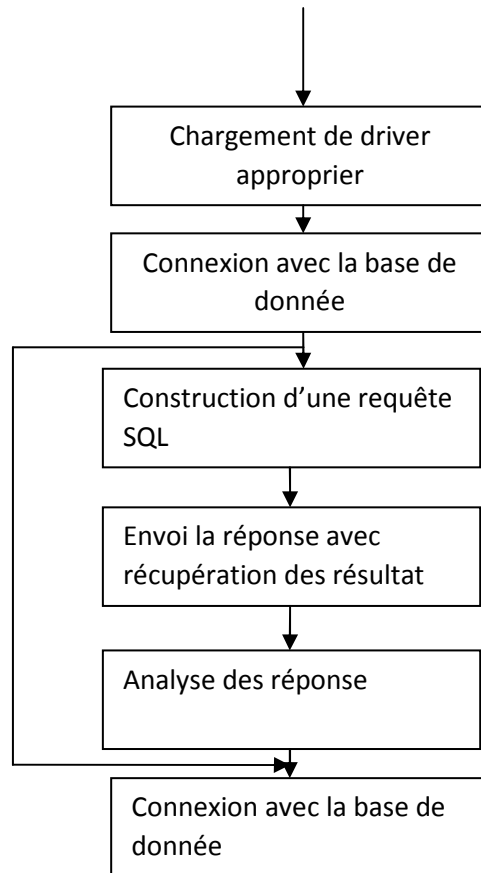 Chargement de driver
approprier
Connexion avec la base de
donnée
Construction d’une requête
SQL
Envoi la réponse avec
récupération des résultat
Analyse des réponse
Connexion avec la base de
donnée